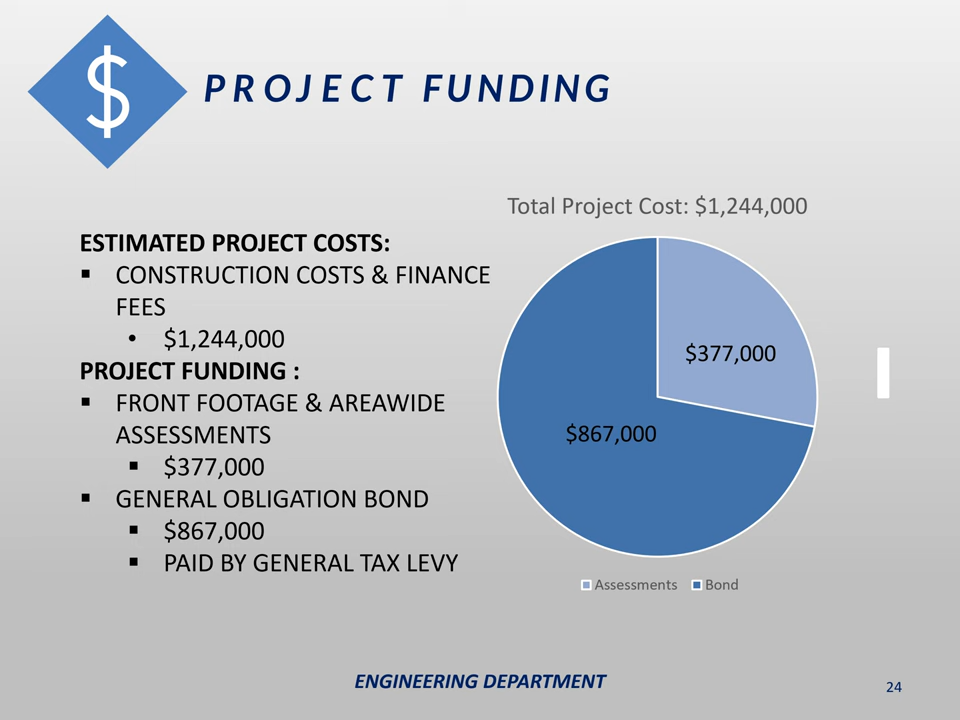 $
PROJECT FUNDING
ESTIMATED PROJECT COSTS:
▪ CONSTRUCTION COSTS & FINANCE
FEES
• $1,244,000
PROJECT FUNDING :
▪ FRONT FOOTAGE & AREAWIDE
ASSESSMENTS
▪ $377,000
▪ GENERAL OBLIGATION BOND
▪ $867,000
▪ PAID BY GENERAL TAX LEVY
Total Project Cost: $1,244,000
$377,000
$867,000
Assessments Bond
ENGINEERING DEPARTMENT
24